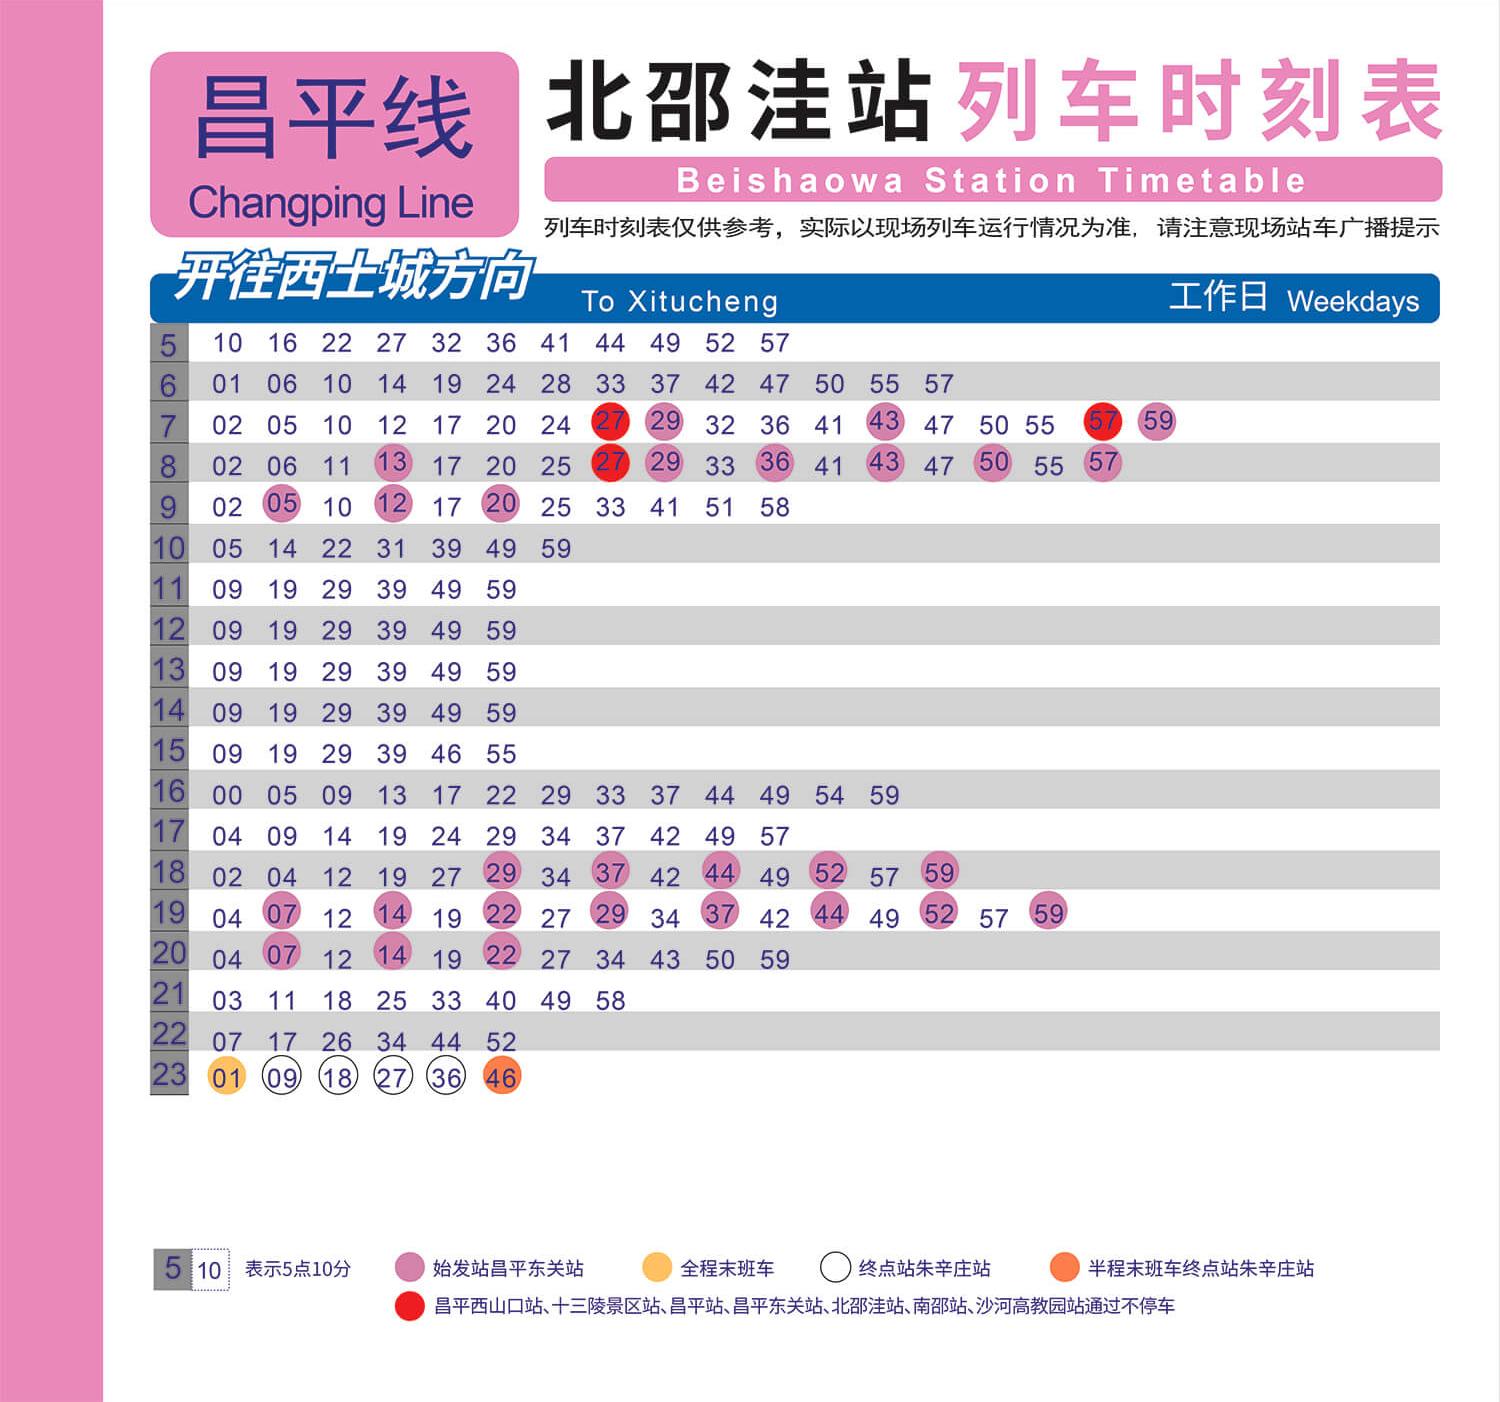 昌平线
Changping Line
北邵洼站列车时刻表
Beishaowa Station Timetable
列车时刻表仅供参考，实际以现场列车运行情况为准，请注意现场站车广播提示
开往西土城方向 To Xitucheng 工作日 Weekdays
5 10 16 22 27 32 36 41 44 49 52 57
6 01 06 10 14 19 24 28 33 37 42 47 50 55 57
7 02 05 10 12 17 20 24 27 29 32 36 41 43 47 50 55 57 59
8 02 06 11 13 17 20 25 27 29 33 36 41 43 47 50 55 57
9 02 05 10 12 17 20 25 33 41 51 58
10 05 14 22 31 39 49 59
11 09 19 29 39 49 59
12 09 19 29 39 49 59
13 09 19 29 39 49 59
14 09 19 29 39 49 59
15 09 19 29 39 46 55
16 00 05 09 13 17 22 29 33 37 44 49 54 59
17 04 09 14 19 24 29 34 37 42 49 57
18 02 04 12 19 27 29 34 37 42 44 49 52 57 59
19 04 07 12 14 19 22 27 29 34 37 42 44 49 52 57 59
20 04 07 12 14 19 22 27 34 43 50 59
21 03 11 18 25 33 40 49 58
22 07 17 26 34 44 52
23 01 09 18 27 36 46
5 10 表示5点10分 始发站昌平东关站 全程末班车 终点站朱辛庄站 半程末班车终点站朱辛庄站
昌平西山口站、十三陵景区站、昌平站、昌平东关站、北邵洼站、南邵站、沙河高教园站通过不停车